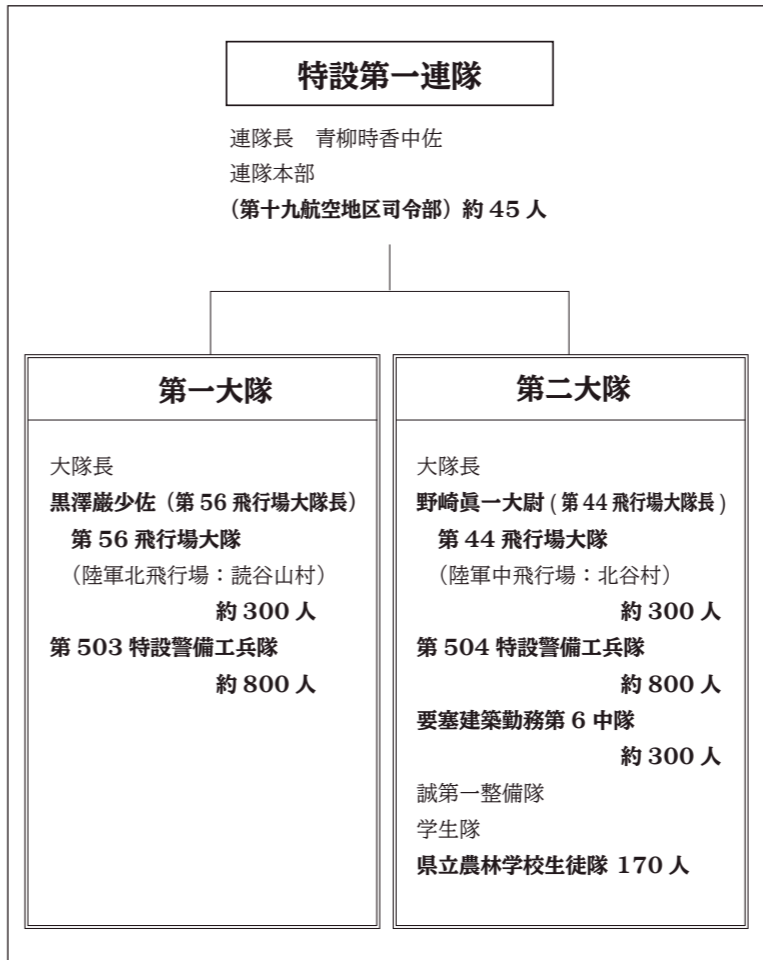 特設第一連隊
連隊長　青柳時香中佐
連隊本部
（第十九航空地区司令部）約 45 人
第一大隊
大隊長
黒澤巌少佐（第 56 飛行場大隊長）
第 56 飛行場大隊
（陸軍北飛行場：読谷山村）
約 300 人
第 503 特設警備工兵隊
約 800 人
第二大隊
大隊長
野崎眞一大尉 ( 第 44 飛行場大隊長 )
第 44 飛行場大隊
（陸軍中飛行場：北谷村）
約 300 人
第 504 特設警備工兵隊
約 800 人
要塞建築勤務第 6 中隊
約 300 人
誠第一整備隊
学生隊
県立農林学校生徒隊 170 人